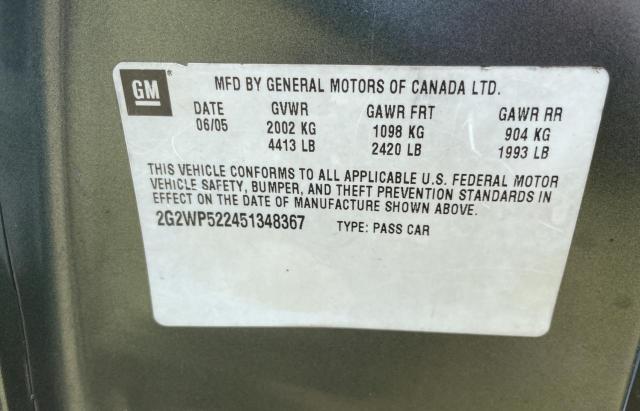 GM® MFD BY GENERAL MOTORS OF CANADA LTD.
DATE GVWR GAWR FRT GAWR RR
06/05 2002 KG 1098 KG 904 KG
4413 LB 2420 LB 1993 LB
THIS VEHICLE CONFORMS TO ALL APPLICABLE U.S. FEDERAL MOTOR
VEHICLE SAFETY, BUMPER, AND THEFT PREVENTION STANDARDS IN
EFFECT ON THE DATE OF MANUFACTURE SHOWN ABOVE.
2G2WP522451348367 TYPE: PASS CAR